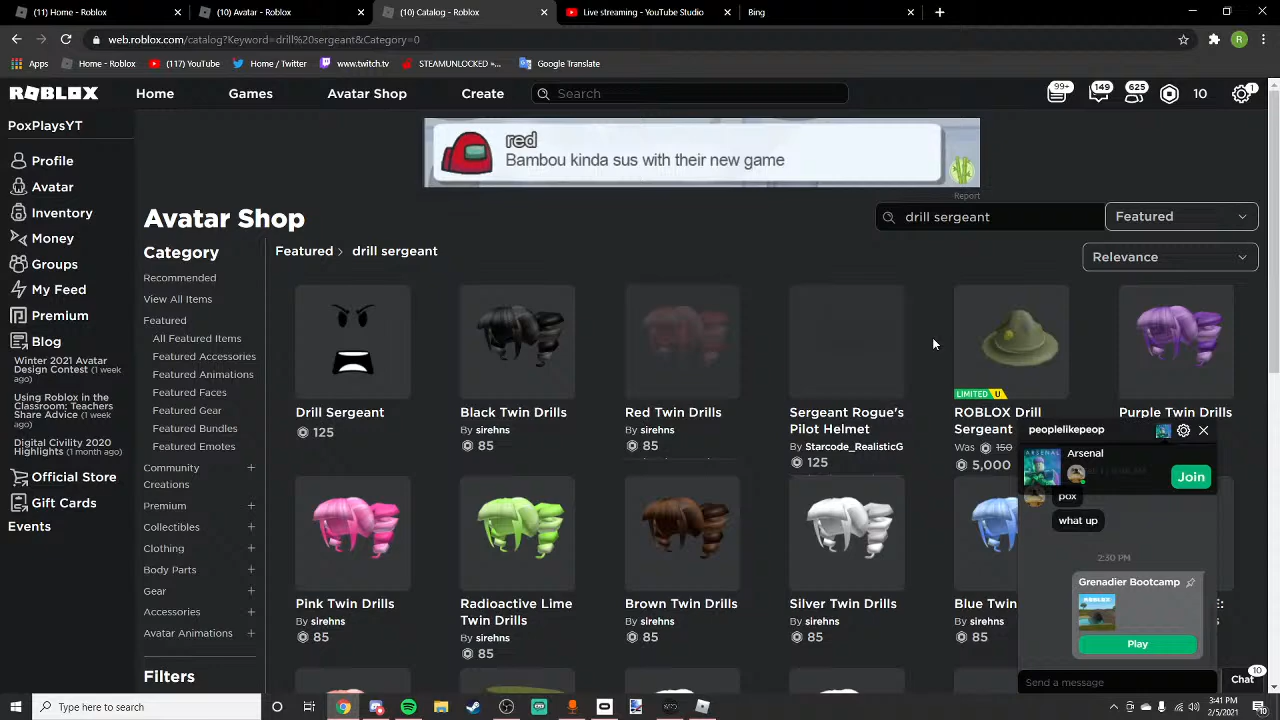 (11) Home - Roblox
(10) Avatar - Roblox
(10) Catalog - Roblox
Live streaming - YouTube Studio
Bing
web.roblox.com/catalog?Keyword=drill%20sergeant&Category=0
R
Apps
Home - Roblox
(117) YouTube
Home / Twitter
www.twitch.tv
STEAMUNLOCKED -...
Google Translate
ROBLOX
Home
Games
Avatar Shop
Create
Search
99+
149
625
10
1
PoxPlaysYT
Profile
Avatar
Inventory
Money
Groups
My Feed
Premium
Blog
Winter 2021 Avatar
Design Contest (1 week
ago)
Using Roblox in the
Classroom: Teachers
Share Advice (1 week
ago)
Digital Civility 2020
Highlights (1 month ago)
Official Store
Gift Cards
Events
red
Bambou kinda sus with their new game
Report
Avatar Shop
drill sergeant
Featured
Category
Recommended
View All Items
Featured
All Featured Items
Featured Accessories
Featured Animations
Featured Faces
Featured Gear
Featured Bundles
Featured Emotes
Community
Creations
+
Premium
+
Collectibles
+
Clothing
+
Body Parts
+
Gear
+
Accessories
+
Avatar Animations
+
Filters
Featured > drill sergeant
Relevance
Drill Sergeant
125
Black Twin Drills
By sirehns
85
Red Twin Drills
By sirehns
85
Sergeant Rogue's
Pilot Helmet
By Starcode_RealisticG
125
LIMITED U
ROBLOX Drill
Sergeant
Was 150
5,000
Purple Twin Drills
Pink Twin Drills
By sirehns
85
Radioactive Lime
Twin Drills
By sirehns
85
Brown Twin Drills
By sirehns
85
Silver Twin Drills
By sirehns
85
Blue Twin
By sirehns
85
E:
peoplelikepeop
ARSENAL
Arsenal
Join
pox
what up
2:30 PM
Grenadier Bootcamp
ROBLOX
Play
Send a message
Chat
10
Type here to search
3:41 PM
2/5/2021